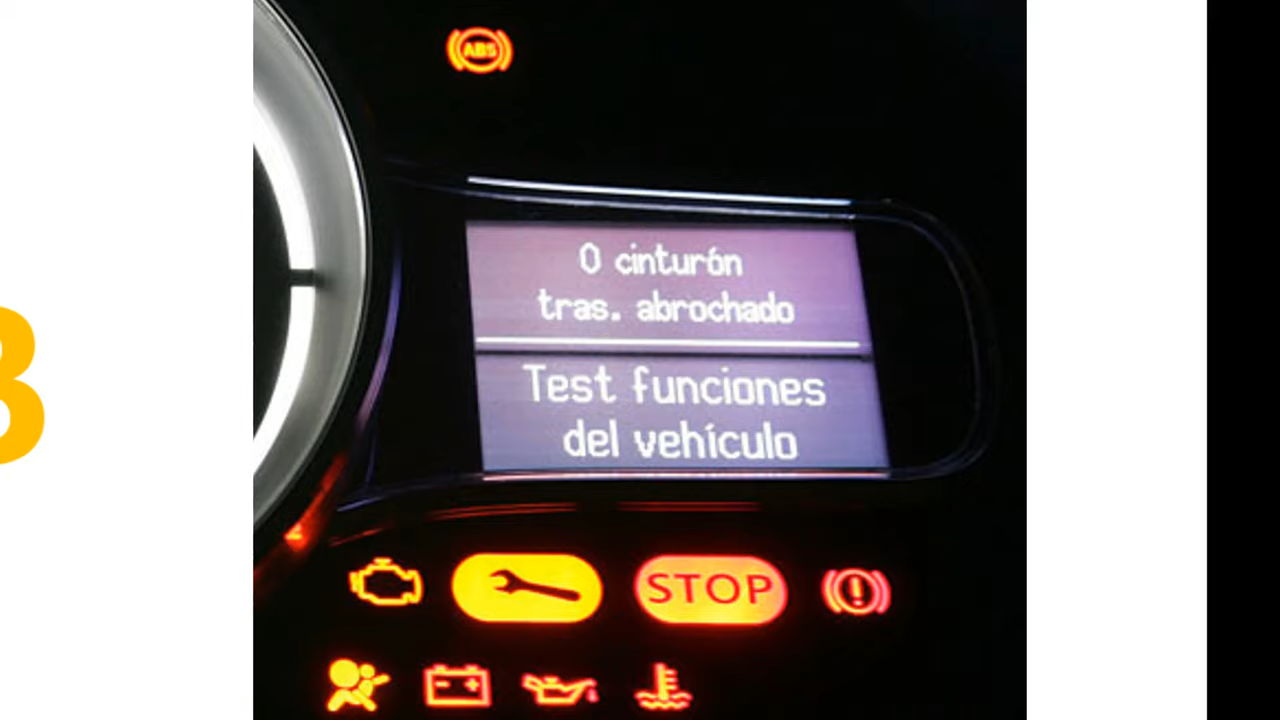 ABS
0 cinturón
tras. abrochado
Test funciones
del vehículo
STOP